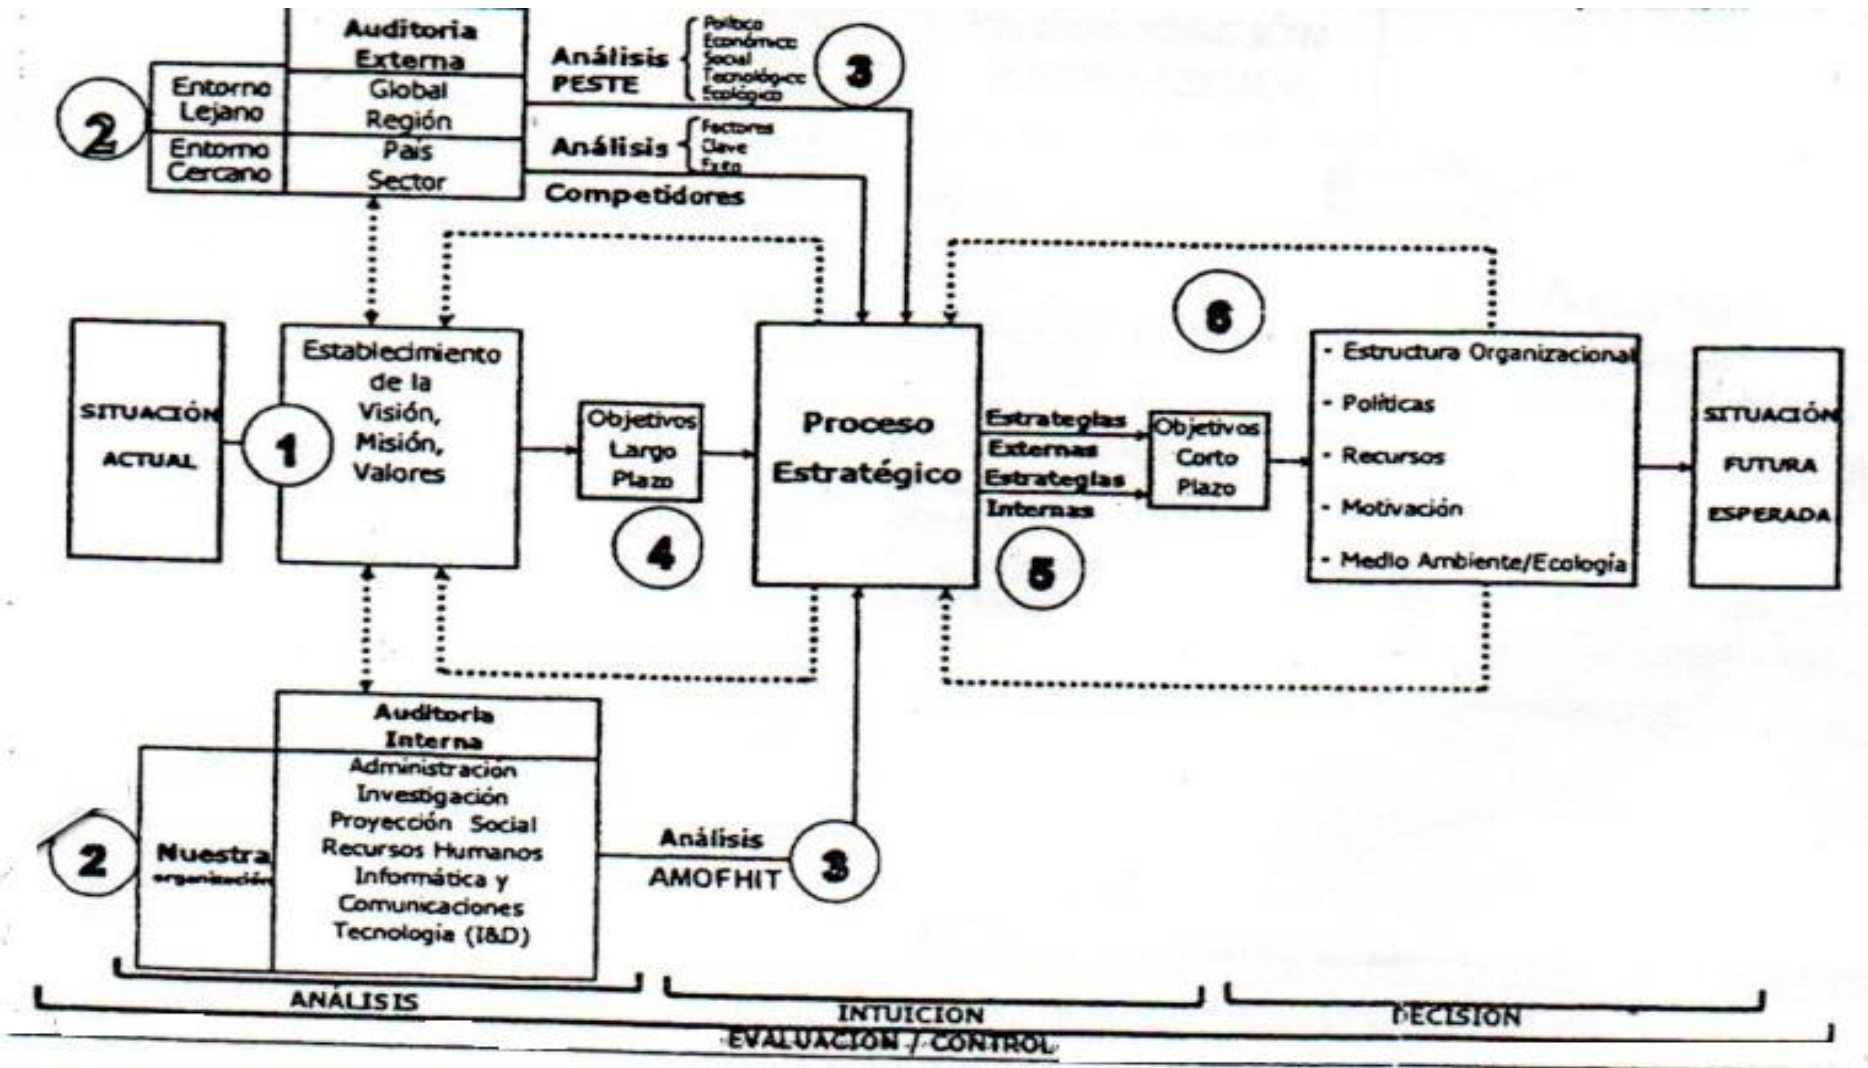 Auditoria
Externa
Entorno
Lejano
Global
Región
Entorno
Cercano
País
Sector
2
Análisis
PESTE
Política
Económico
Social
Tecnológico
Ecológico
3
Análisis
Competidores
Factores
Clave
Exito
SITUACIÓN
ACTUAL
1
Establecimiento
de la
Visión,
Misión,
Valores
Objetivos
Largo
Plazo
4
Proceso
Estratégico
Estrategias
Externas
Estrategias
Internas
5
Objetivos
Corto
Plazo
6
- Estructura Organizacional
- Políticas
- Recursos
- Motivación
- Medio Ambiente/Ecología
SITUACIÓN
FUTURA
ESPERADA
Auditoria
Interna
2
Nuestra
organización
Administración
Investigación
Proyección Social
Recursos Humanos
Informática y
Comunicaciones
Tecnología (I&D)
Análisis
AMOFHIT
3
ANÁLISIS
INTUICION
DECISION
EVALUACION / CONTROL